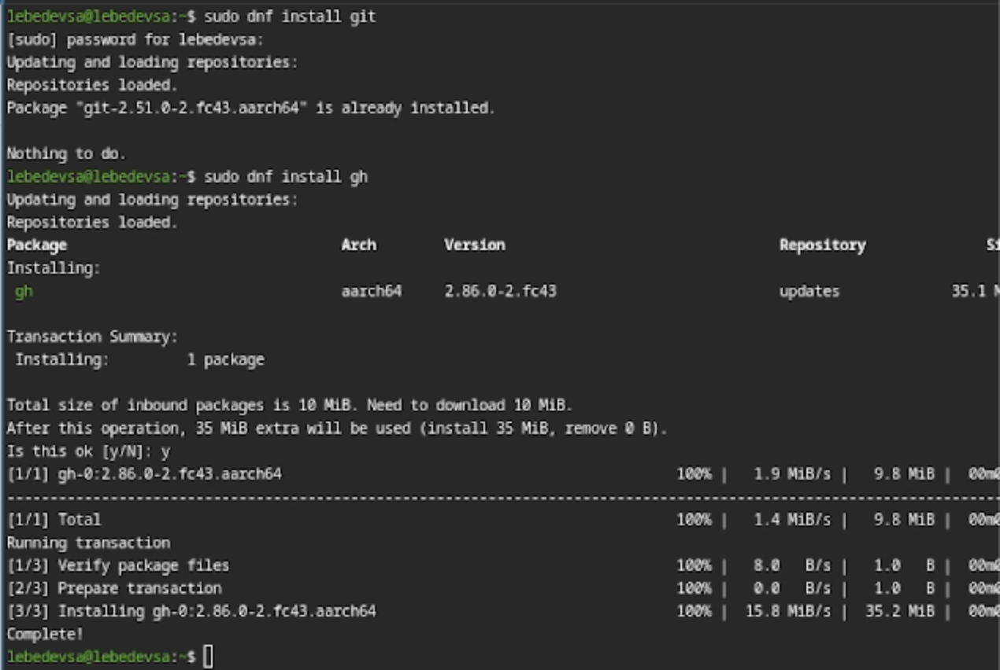 lebedevsa@lebedevsa:~$ sudo dnf install git
[sudo] password for lebedevsa:
Updating and loading repositories:
Repositories loaded.
Package "git-2.51.0-2.fc43.aarch64" is already installed.
Nothing to do.
lebedevsa@lebedevsa:~$ sudo dnf install gh
Updating and loading repositories:
Repositories loaded.
Package Arch Version Repository Si
Installing:
gh aarch64 2.86.0-2.fc43 updates 35.1 M
Transaction Summary:
Installing: 1 package
Total size of inbound packages is 10 MiB. Need to download 10 MiB.
After this operation, 35 MiB extra will be used (install 35 MiB, remove 0 B).
Is this ok [y/N]: y
[1/1] gh-0:2.86.0-2.fc43.aarch64 100% | 1.9 MiB/s | 9.8 MiB | 00m0
--------------------------------------------------------------------------------
[1/1] Total 100% | 1.4 MiB/s | 9.8 MiB | 00m0
Running transaction
[1/3] Verify package files 100% | 8.0 B/s | 1.0 B | 00m0
[2/3] Prepare transaction 100% | 0.0 B/s | 1.0 B | 00m0
[3/3] Installing gh-0:2.86.0-2.fc43.aarch64 100% | 15.8 MiB/s | 35.2 MiB | 00m0
Complete!
lebedevsa@lebedevsa:~$